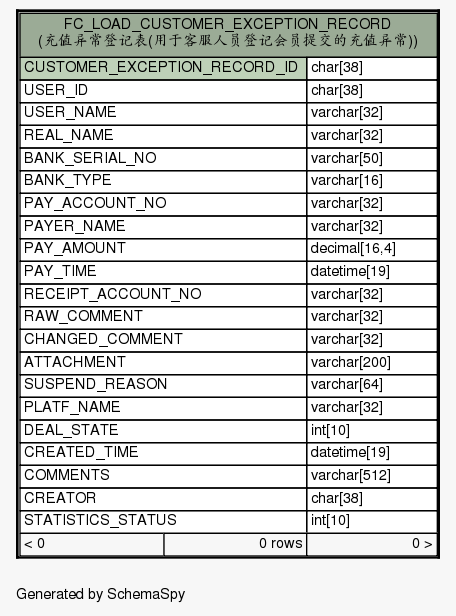 FC_LOAD_CUSTOMER_EXCEPTION_RECORD
(充值异常登记表(用于客服人员登记会员提交的充值异常))
CUSTOMER_EXCEPTION_RECORD_ID char[38]
USER_ID char[38]
USER_NAME varchar[32]
REAL_NAME varchar[32]
BANK_SERIAL_NO varchar[50]
BANK_TYPE varchar[16]
PAY_ACCOUNT_NO varchar[32]
PAYER_NAME varchar[32]
PAY_AMOUNT decimal[16,4]
PAY_TIME datetime[19]
RECEIPT_ACCOUNT_NO varchar[32]
RAW_COMMENT varchar[32]
CHANGED_COMMENT varchar[32]
ATTACHMENT varchar[200]
SUSPEND_REASON varchar[64]
PLATF_NAME varchar[32]
DEAL_STATE int[10]
CREATED_TIME datetime[19]
COMMENTS varchar[512]
CREATOR char[38]
STATISTICS_STATUS int[10]
< 0 0 rows 0 >
Generated by SchemaSpy